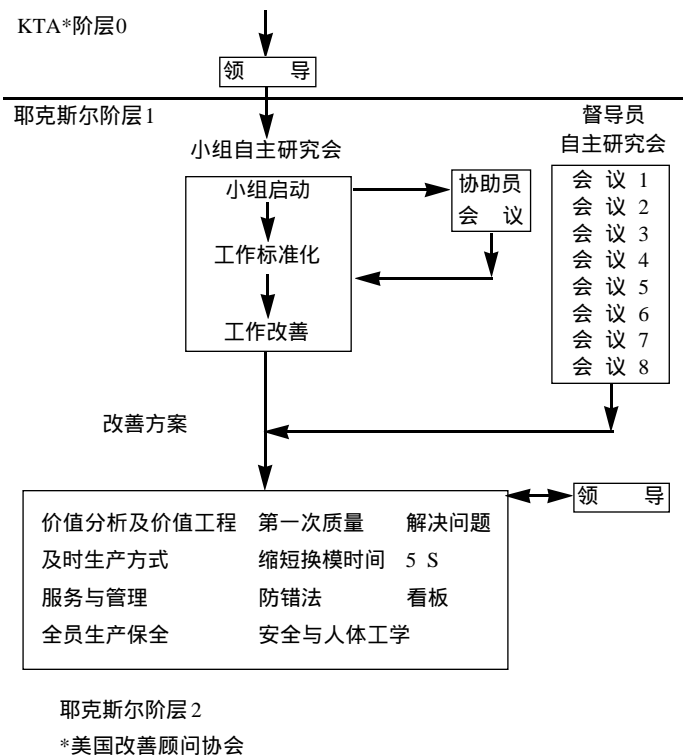 KTA*阶层0
领 导
耶克斯尔阶层1
督导员
自主研究会
小组自主研究会
小组启动
工作标准化
工作改善
协助员
会 议
会 议 1
会 议 2
会 议 3
会 议 4
会 议 5
会 议 6
会 议 7
会 议 8
改善方案
领 导
价值分析及价值工程 第一次质量 解决问题
及时生产方式 缩短换模时间 5 S
服务与管理 防错法 看板
全员生产保全 安全与人体工学
耶克斯尔阶层2
*美国改善顾问协会